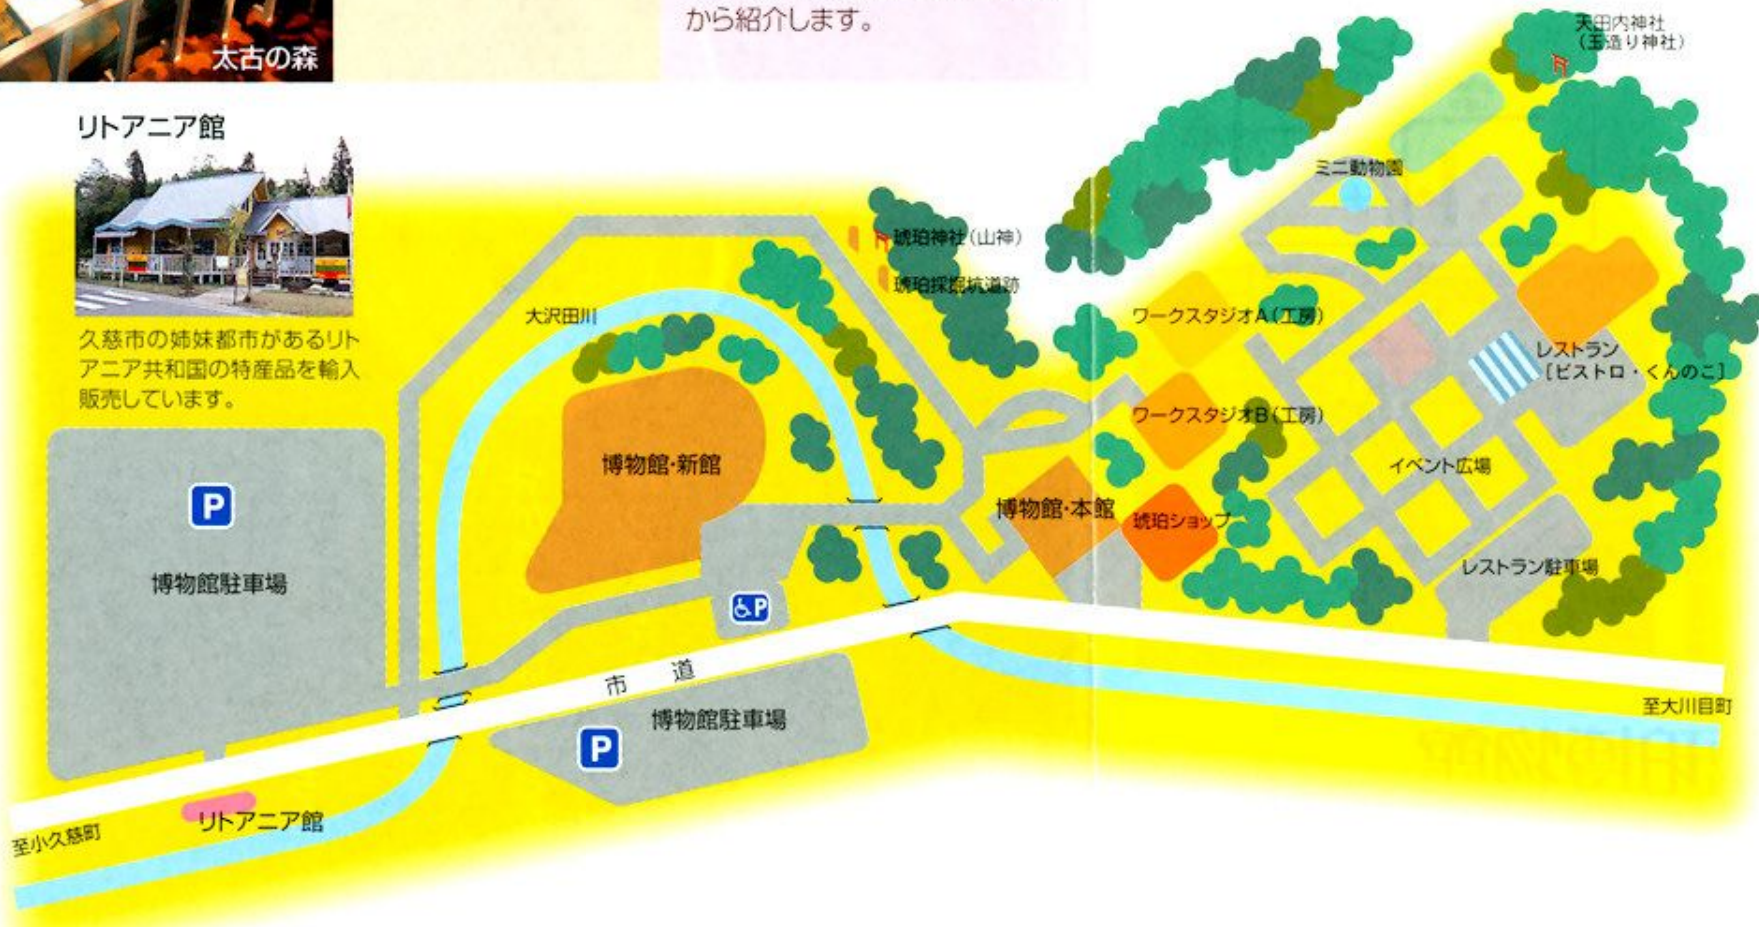 から紹介します。
太古の森
天田内神社
(玉造り神社)
リトアニア館
ミニ動物園
琥珀神社(山神)
琥珀採掘坑道跡
大沢田川
ワークスタジオA(工房)
久慈市の姉妹都市があるリト
アニア共和国の特産品を輸入
販売しています。
レストラン
[ビストロ・くんのこ]
ワークスタジオB(工房)
博物館・新館
イベント広場
P
博物館・本館
琥珀ショップ
博物館駐車場
レストラン駐車場
P
市道
至大川目町
博物館駐車場
P
リトアニア館
至小久慈町